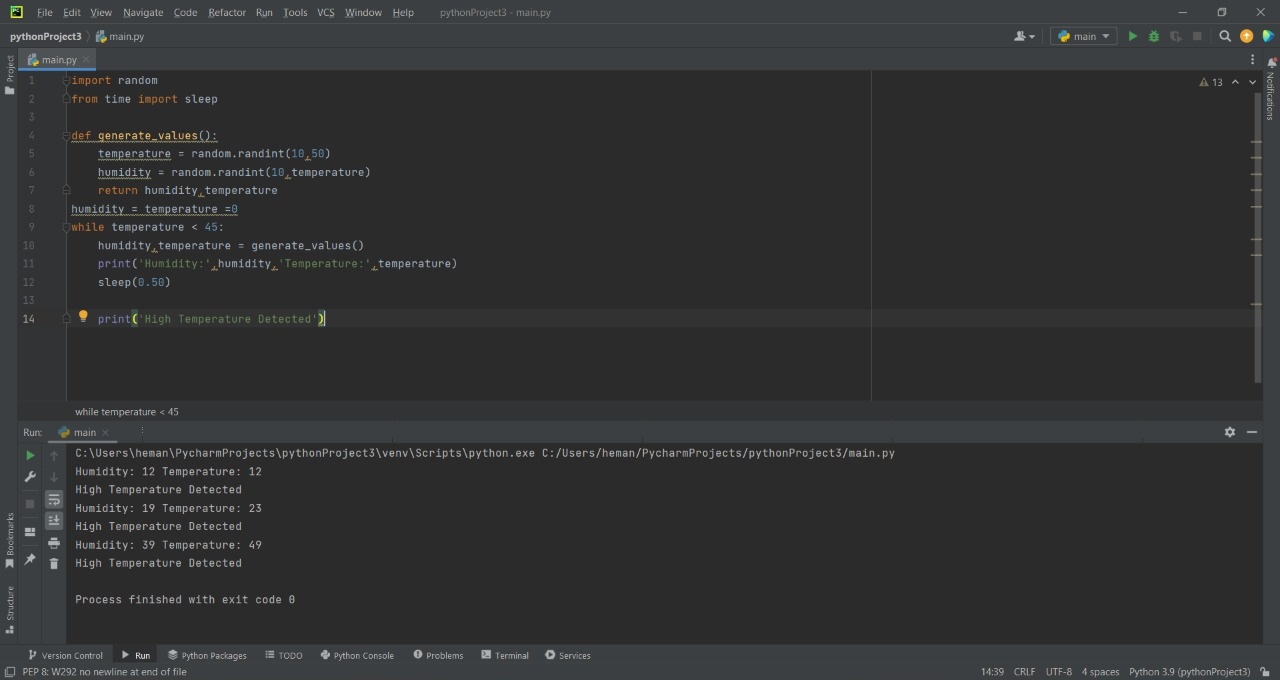 File Edit View Navigate Code Refactor Run Tools VCS Window Help pythonProject3 - main.py
pythonProject3 main.py main
Project
main.py
13
Notifications
1 import random
2 from time import sleep
3
4 def generate_values():
5 temperature = random.randint(10,50)
6 humidity = random.randint(10,temperature)
7 return humidity,temperature
8 humidity = temperature =0
9 while temperature < 45:
10 humidity,temperature = generate_values()
11 print('Humidity:',humidity,'Temperature:',temperature)
12 sleep(0.50)
13
14 print('High Temperature Detected')
while temperature < 45
Run: main
C:\Users\heman\PycharmProjects\pythonProject3\venv\Scripts\python.exe C:/Users/heman/PycharmProjects/pythonProject3/main.py
Humidity: 12 Temperature: 12
High Temperature Detected
Humidity: 19 Temperature: 23
High Temperature Detected
Humidity: 39 Temperature: 49
High Temperature Detected
Process finished with exit code 0
Bookmarks
Structure
Version Control Run Python Packages TODO Python Console Problems Terminal Services
PEP 8: W292 no newline at end of file 14:39 CRLF UTF-8 4 spaces Python 3.9 (pythonProject3)